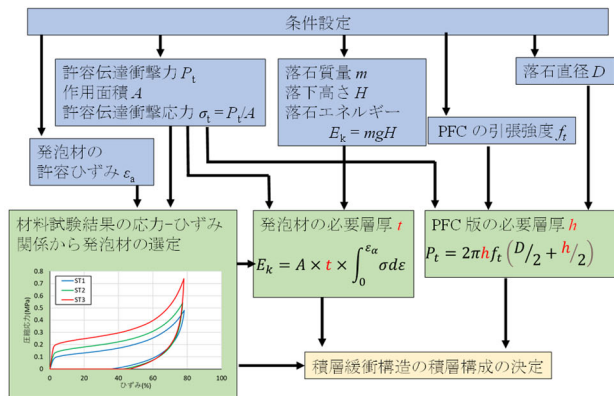 条件設定
許容伝達衝撃力 Pt
作用面積 A
許容伝達衝撃応力 σt = Pt/A
落石質量 m
落下高さ H
落石エネルギー
Ek = mgH
落石直径 D
PFC の引張強度 ft
発泡材の
許容ひずみ εa
材料試験結果の応力-ひずみ
関係から発泡材の選定
発泡材の必要層厚 t
Ek = A × t × ∫0^εα σdε
PFC 版の必要層厚 h
Pt = 2πhft (D/2 + h/2)
圧縮応力(MPa)
0.8
0.7
0.6
0.5
0.4
0.3
0.2
0.1
0
ST1
ST2
ST3
0 20 40 60 80 100
ひずみ(%)
積層緩衝構造の積層構成の決定